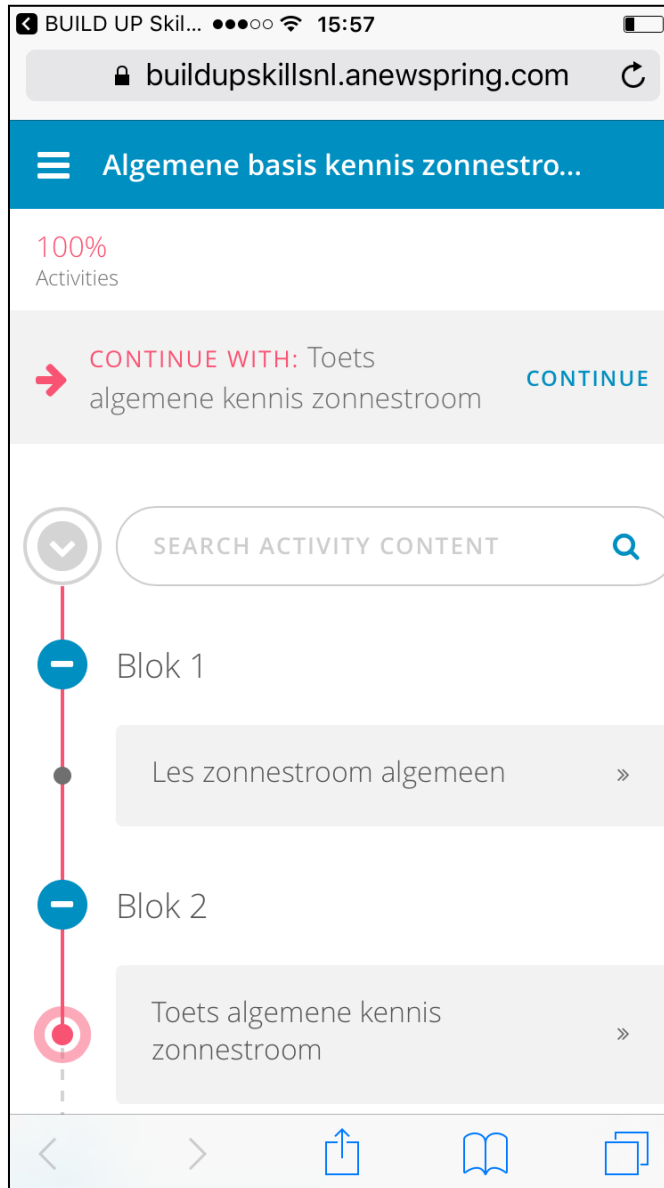 BUILD UP Skil... 15:57
buildupskillsnl.anewspring.com
Algemene basis kennis zonnestro...
100%
Activities
CONTINUE WITH: Toets
algemene kennis zonnestroom
CONTINUE
SEARCH ACTIVITY CONTENT
Blok 1
Les zonnestroom algemeen
Blok 2
Toets algemene kennis
zonnestroom